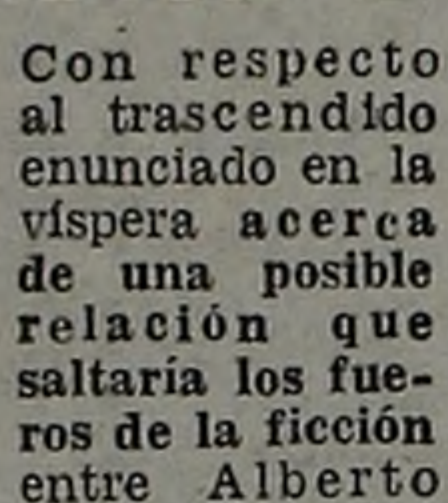 Con respecto
al trascendido
enunciado en la
víspera acerca
de una posible
relación que
saltaría los fue-
ros de la ficción
entre Alberto